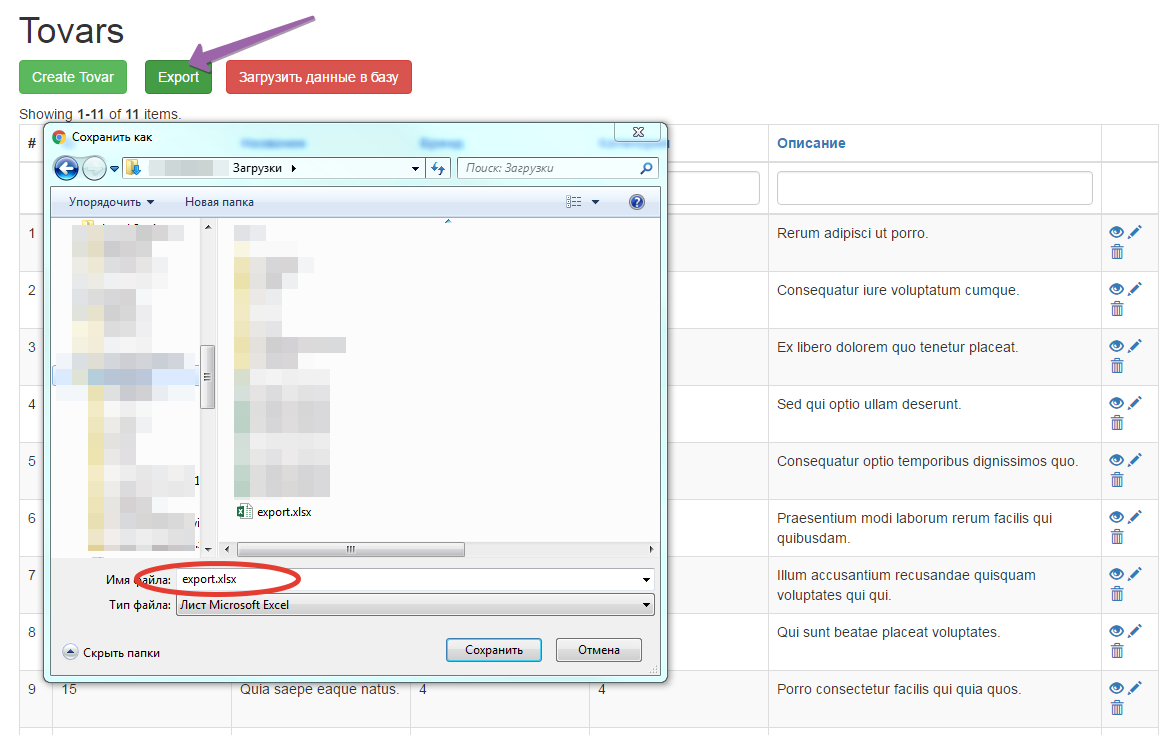 Tovars
Create Tovar Export Загрузить данные в базу
Showing 1-11 of 11 items.
Сохранить как
# Описание
Загрузки
Поиск: Загрузки
Упорядочить Новая папка
1 Rerum adipisci ut porro.
2 Consequatur iure voluptatum cumque.
3 Ex libero dolorem quo tenetur placeat.
4 Sed qui optio ullam deserunt.
5 Consequatur optio temporibus dignissimos quo.
export.xlsx
6 Praesentium modi laborum rerum facilis qui
quibusdam.
7 Illum accusantium recusandae quisquam
voluptates qui qui.
Имя файла: export.xlsx
Тип файла: Лист Microsoft Excel
8 Qui sunt beatae placeat voluptates.
Скрыть папки Сохранить Отмена
9 15 Quia saepe eaque natus. 4 4 Porro consectetur facilis qui quia quos.